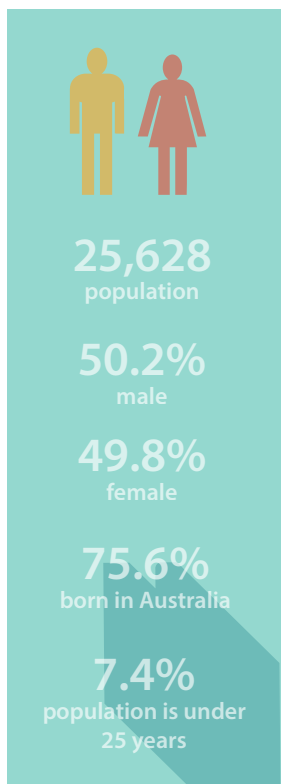 25,628
population
50.2%
male
49.8%
female
75.6%
born in Australia
7.4%
population is under
25 years